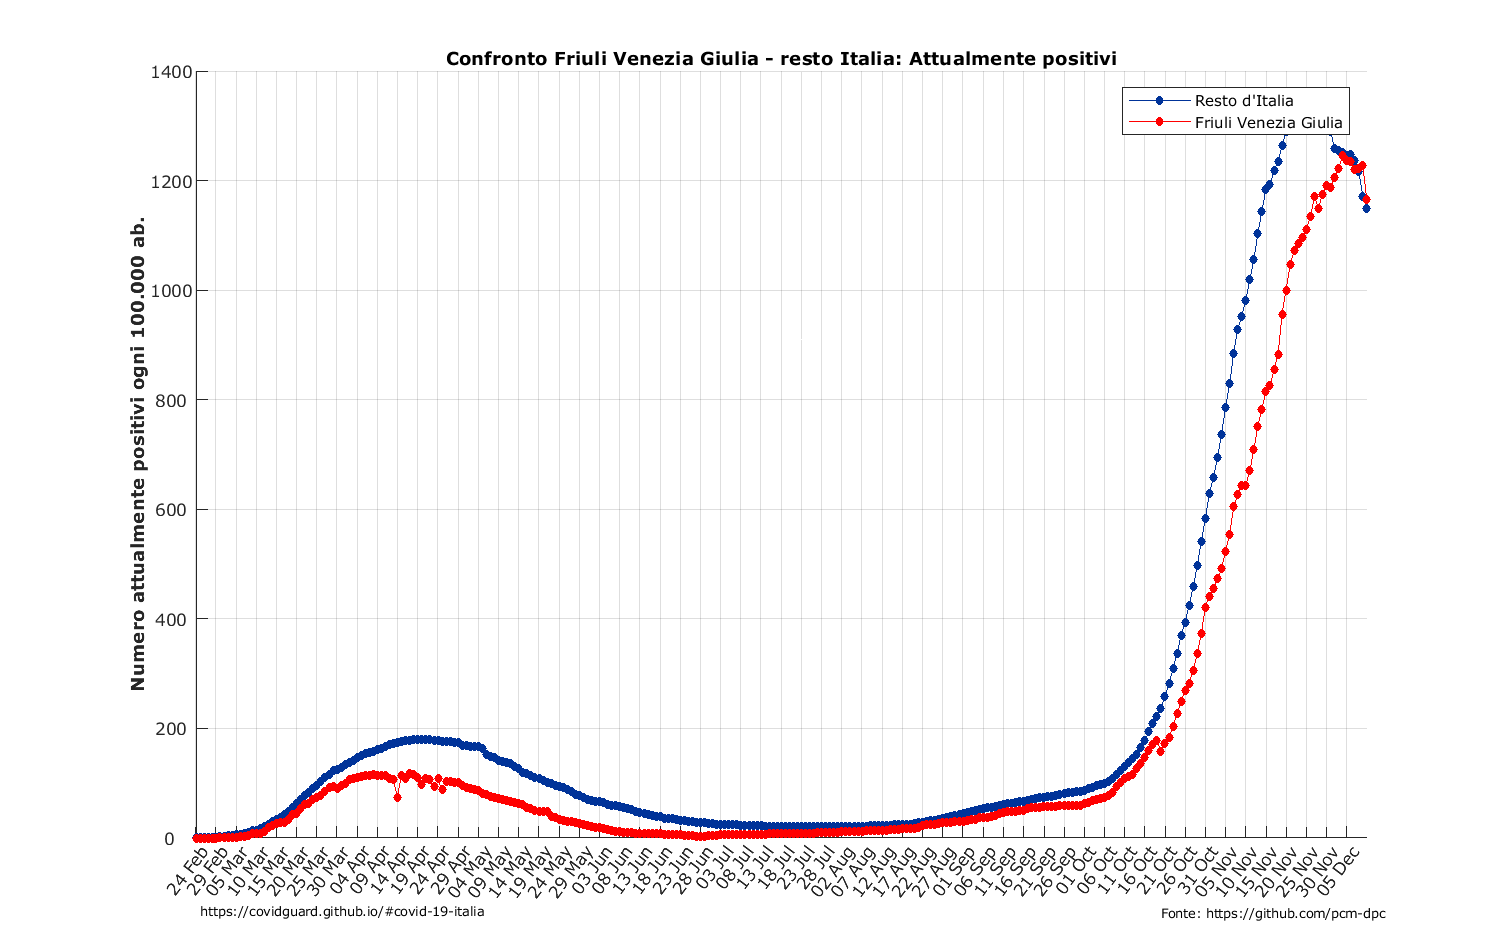 Confronto Friuli Venezia Giulia - resto Italia: Attualmente positivi
Resto d'Italia
Friuli Venezia Giulia
Numero attualmente positivi ogni 100.000 ab.
1400
1200
1000
800
600
400
200
0
24 Feb
29 Feb
05 Mar
10 Mar
15 Mar
20 Mar
25 Mar
30 Mar
04 Apr
09 Apr
14 Apr
19 Apr
24 Apr
29 Apr
04 May
09 May
14 May
19 May
24 May
29 May
03 Jun
08 Jun
13 Jun
18 Jun
23 Jun
28 Jun
03 Jul
08 Jul
13 Jul
18 Jul
23 Jul
28 Jul
02 Aug
07 Aug
12 Aug
17 Aug
22 Aug
27 Aug
01 Sep
06 Sep
11 Sep
16 Sep
21 Sep
26 Sep
01 Oct
06 Oct
11 Oct
16 Oct
21 Oct
26 Oct
31 Oct
05 Nov
10 Nov
15 Nov
20 Nov
25 Nov
30 Nov
05 Dec
https://covidguard.github.io/#covid-19-italia
Fonte: https://github.com/pcm-dpc